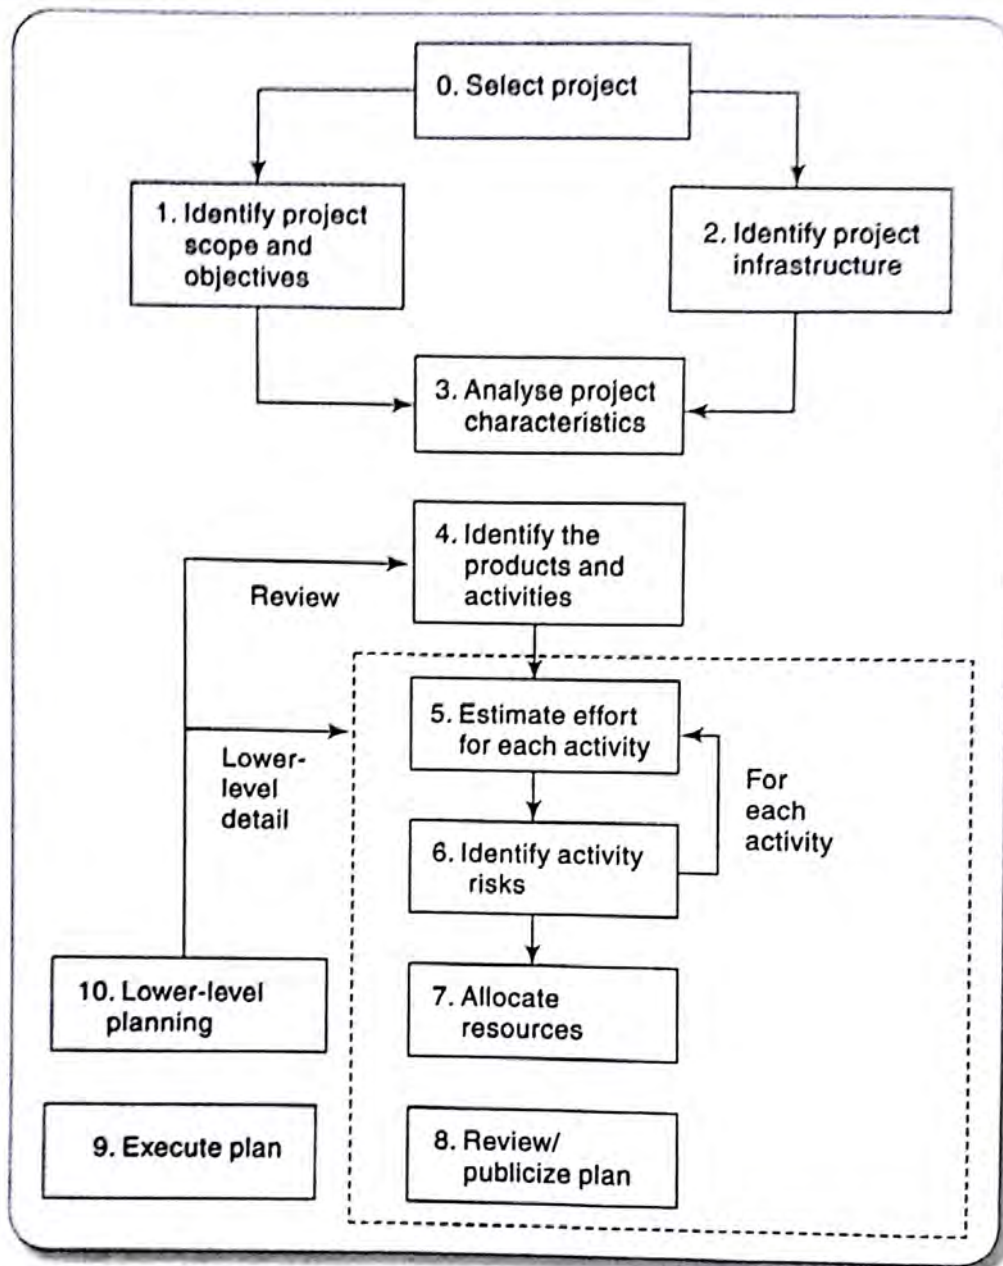 0. Select project
1. Identify project
scope and
objectives
2. Identify project
infrastructure
3. Analyse project
characteristics
4. Identify the
products and
activities
Review
5. Estimate effort
for each activity
Lower-
level
detail
For
each
activity
6. Identify activity
risks
10. Lower-level
planning
7. Allocate
resources
9. Execute plan
8. Review/
publicize plan